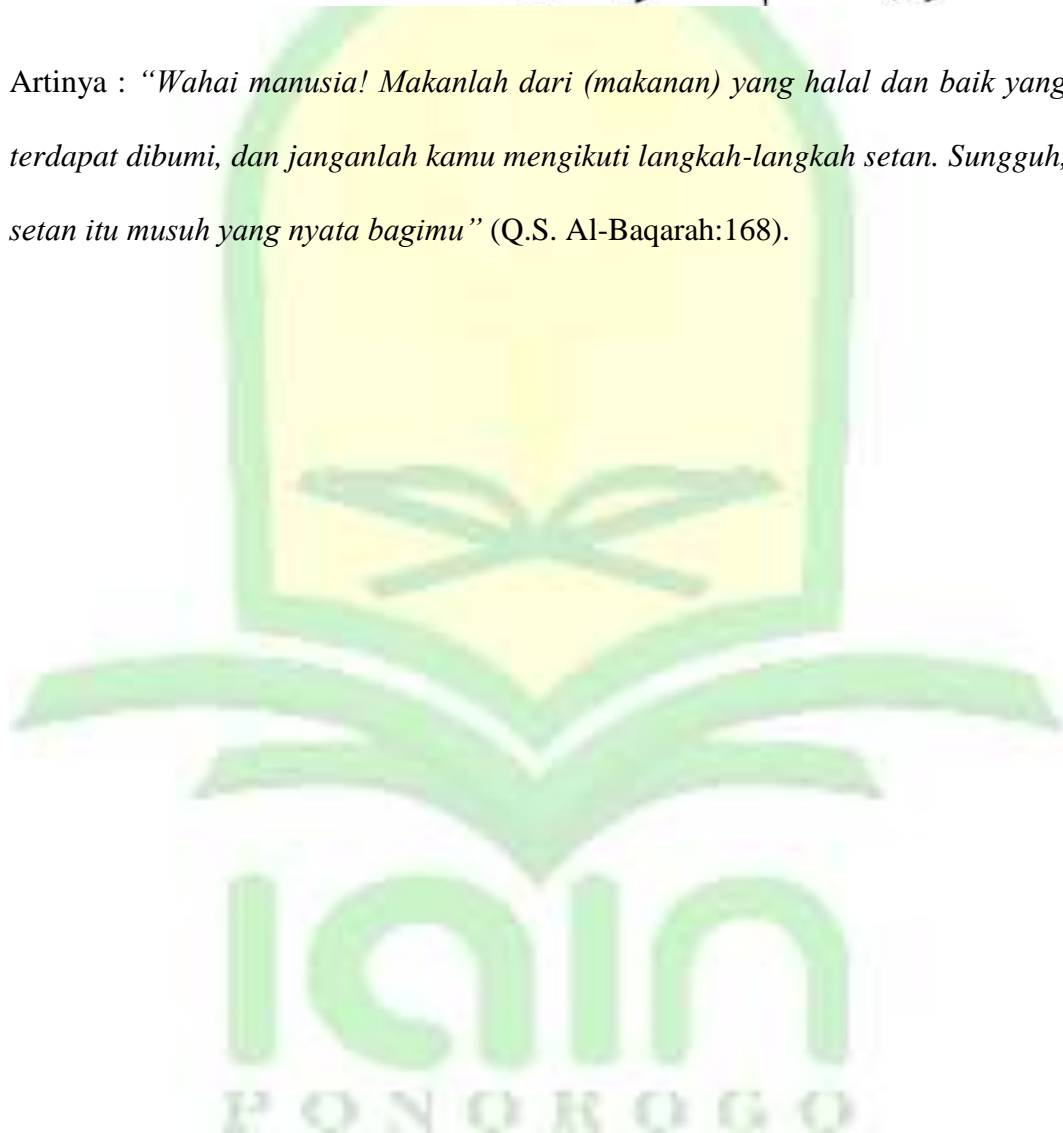 Artinya : “Wahai manusia! Makanlah dari (makanan) yang halal dan baik yang
terdapat dibumi, dan janganlah kamu mengikuti langkah-langkah setan. Sungguh,
setan itu musuh yang nyata bagimu” (Q.S. Al-Baqarah:168).
iain
PONOROGO